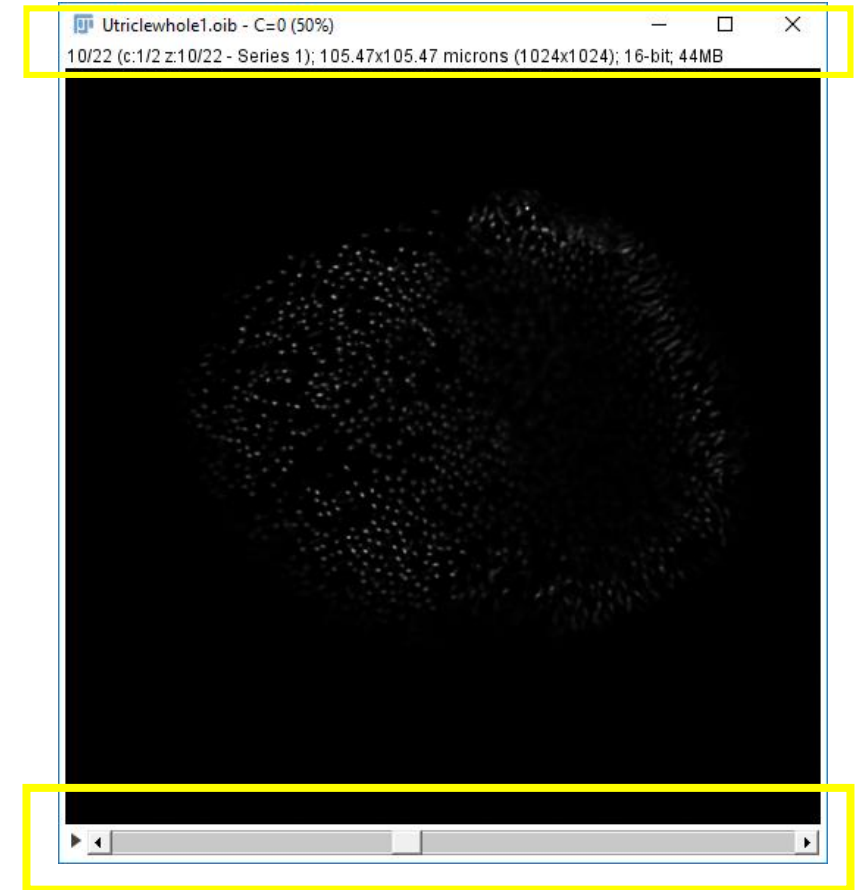 Utriclewhole1.oib - C=0 (50%)
10/22 (c:1/2 z:10/22 - Series 1); 105.47x105.47 microns (1024x1024); 16-bit; 44MB